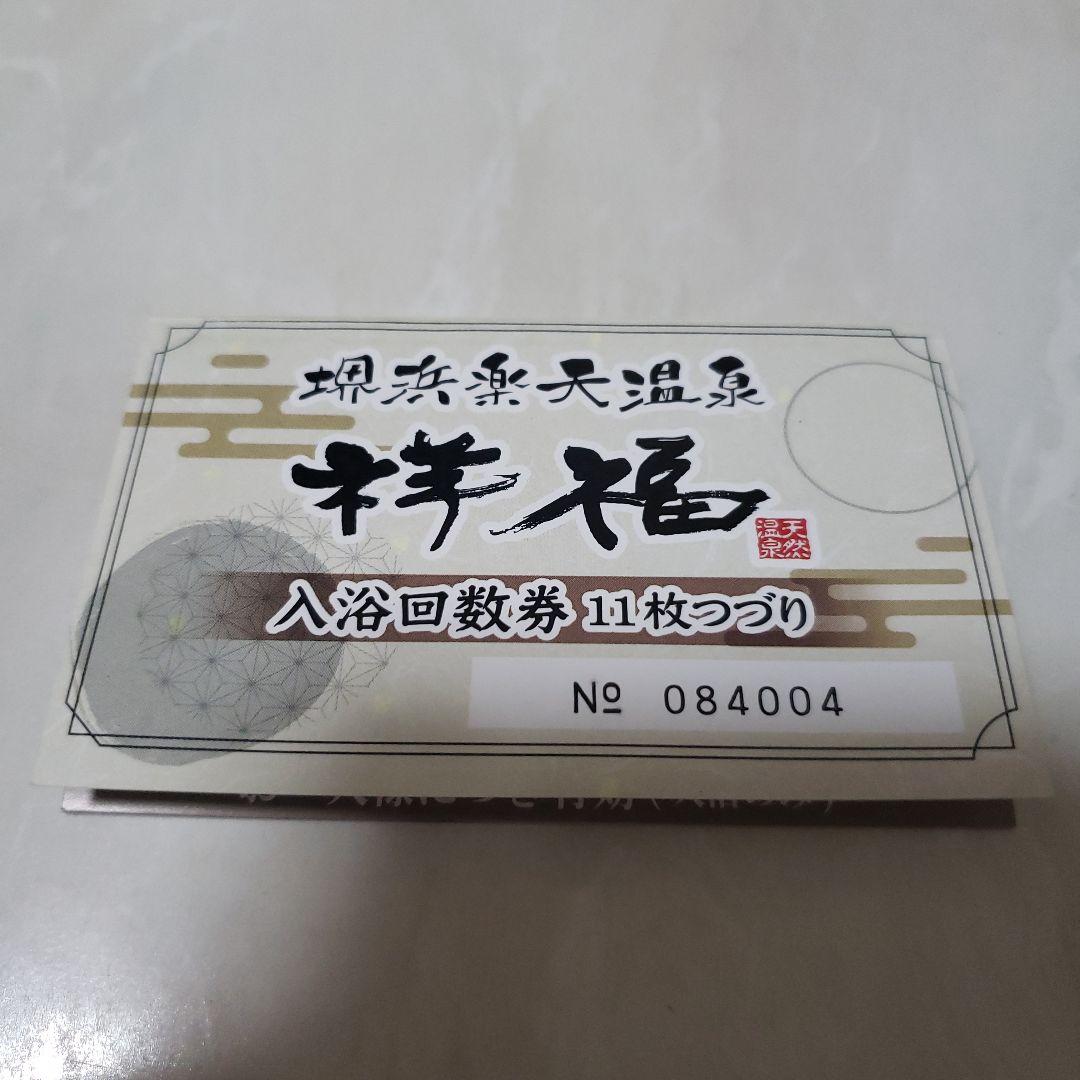 堺浜楽天温泉
祥福
天然
温泉
入浴回数券 11枚つづり
№ 084004